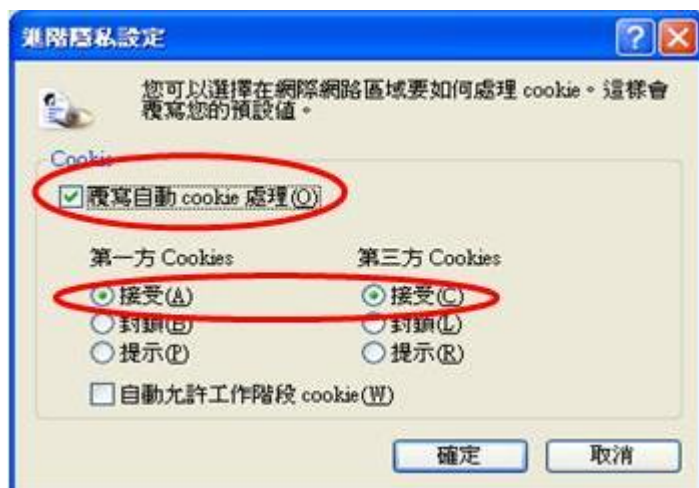 進階隱私設定
您可以選擇在網際網路區域要如何處理 cookie。這樣會
覆寫您的預設值。
Cookie
覆寫自動 cookie 處理(O)
第一方 Cookies
第三方 Cookies
接受(A)
接受(C)
封鎖(B)
封鎖(L)
提示(P)
提示(R)
自動允許工作階段 cookie(W)
確定
取消